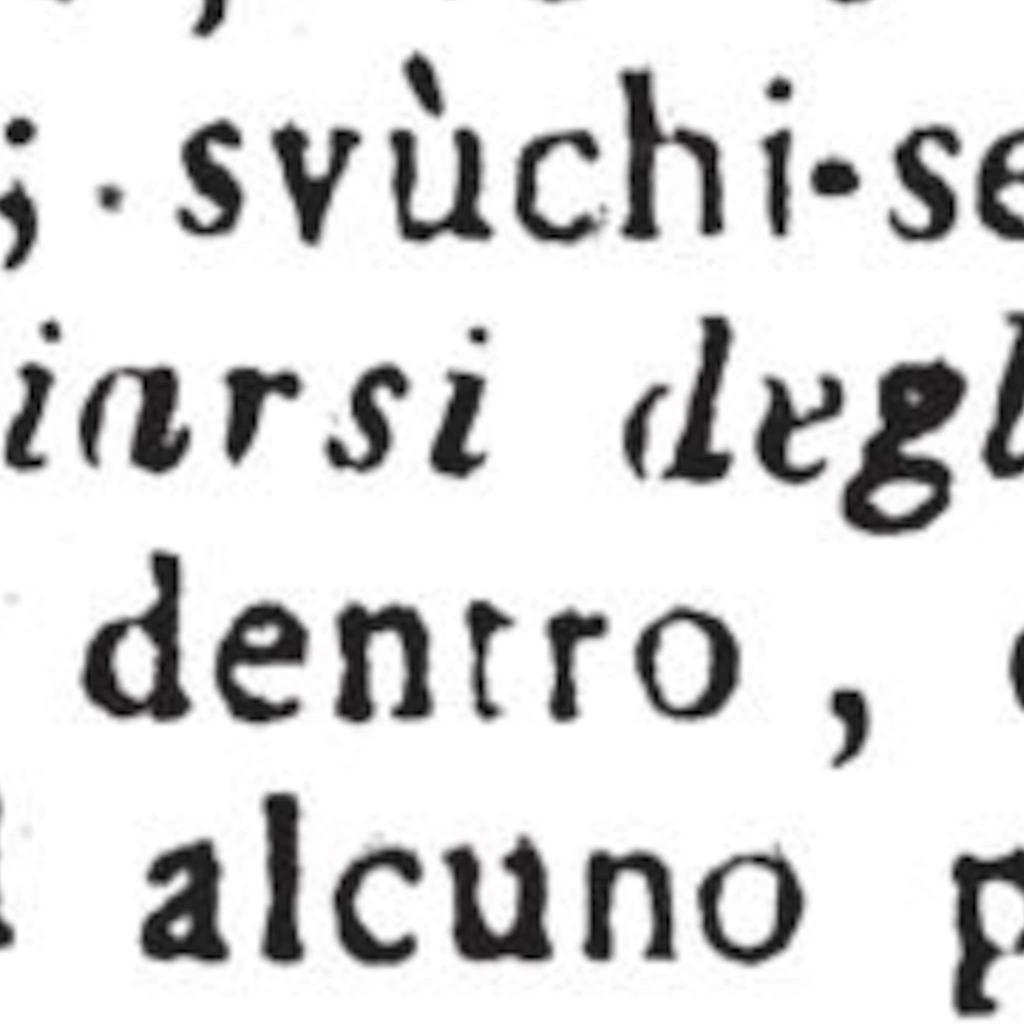 ; svùchi-se
iarsi degl
dentro,
alcuno p